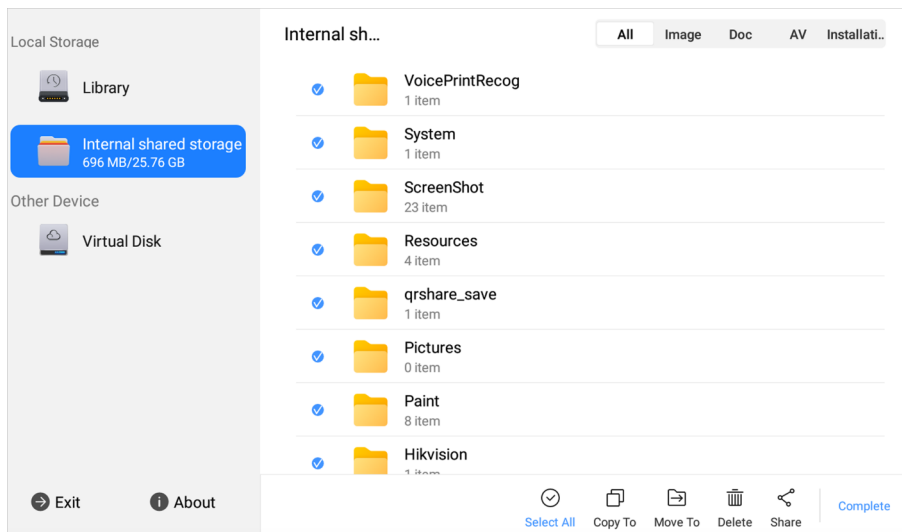 Local Storage
Library
Internal shared storage
696 MB/25.76 GB
Other Device
Virtual Disk
Exit
About
Internal sh...
All
Image
Doc
AV
Installati..
VoicePrintRecog
1 item
System
1 item
ScreenShot
23 item
Resources
4 item
qrshare_save
1 item
Pictures
0 item
Paint
8 item
Hikvision
1 item
Select All
Copy To
Move To
Delete
Share
Complete